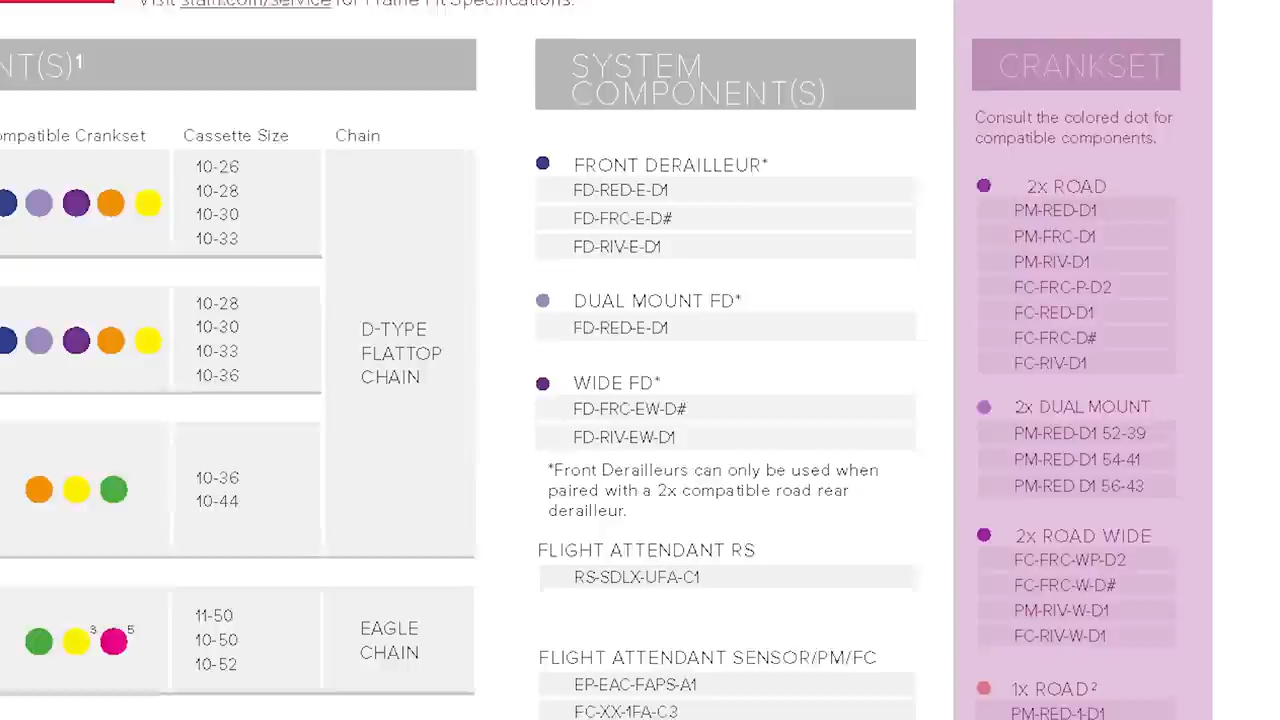 Visit sram.com/service for Frame Fit Specifications.
NT(S)¹
ompatible Crankset
Cassette Size
Chain
10-26
10-28
10-30
10-33
10-28
10-30
10-33
10-36
D-TYPE
FLATTOP
CHAIN
10-36
10-44
3
5
11-50
10-50
10-52
EAGLE
CHAIN
SYSTEM
COMPONENT(S)
FRONT DERAILLEUR*
FD-RED-E-D1
FD-FRC-E-D#
FD-RIV-E-D1
DUAL MOUNT FD*
FD-RED-E-D1
WIDE FD*
FD-FRC-EW-D#
FD-RIV-EW-D1
*Front Derailleurs can only be used when
paired with a 2x compatible road rear
derailleur.
FLIGHT ATTENDANT RS
RS-SDLX-UFA-C1
FLIGHT ATTENDANT SENSOR/PM/FC
EP-EAC-FAPS-A1
FC-XX-1FA-C3
CRANKSET
Consult the colored dot for
compatible components.
2x ROAD
PM-RED-D1
PM-FRC-D1
PM-RIV-D1
FC-FRC-P-D2
FC-RED-D1
FC-FRC-D#
FC-RIV-D1
2x DUAL MOUNT
PM-RED-D1 52-39
PM-RED-D1 54-41
PM-RED D1 56-43
2x ROAD WIDE
FC-FRC-WP-D2
FC-FRC-W-D#
PM-RIV-W-D1
FC-RIV-W-D1
1x ROAD²
PM-RED-1-D1